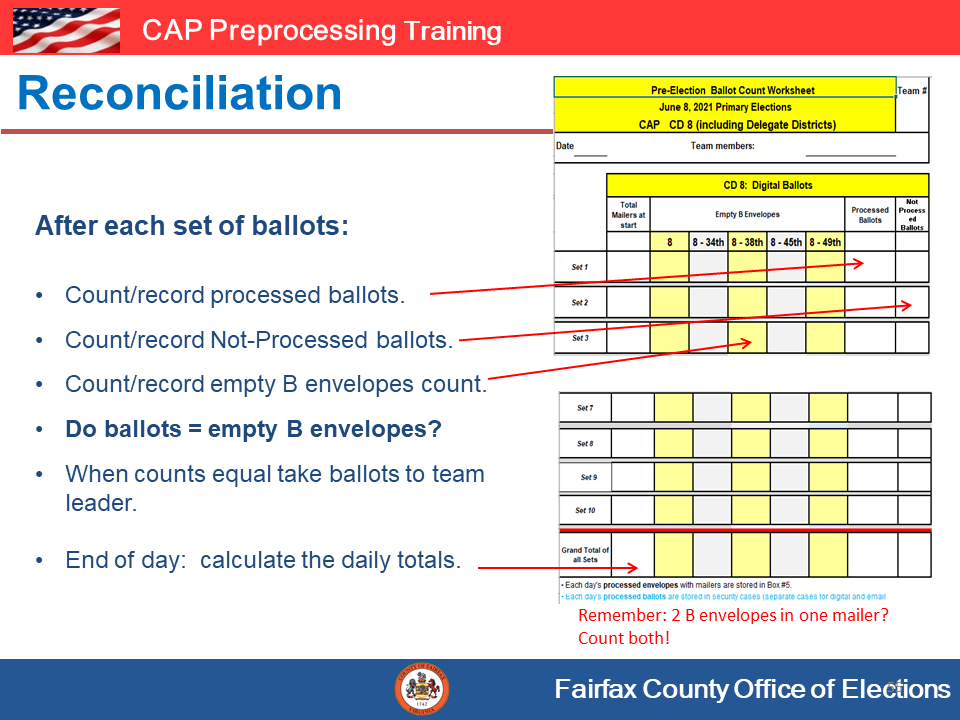 CAP Preprocessing Training
Reconciliation
After each set of ballots:
• Count/record processed ballots.
• Count/record Not-Processed ballots.
• Count/record empty B envelopes count.
• Do ballots = empty B envelopes?
• When counts equal take ballots to team
leader.
• End of day: calculate the daily totals.
Pre-Election Ballot Count Worksheet
Team #
June 8, 2021 Primary Elections
CAP CD 8 (including Delegate Districts)
Date
Team members:
CD 8: Digital Ballots
Total
Mailers at
start
Empty B Envelopes
Processed
Ballots
Not
Process
ed
Ballots
8
8 - 34th
8 - 38th
8 - 45th
8 - 49th
Set 1
Set 2
Set 3
Set 7
Set 8
Set 9
Set 10
Grand Total of
all Sets
• Each day's processed envelopes with mailers are stored in Box #5.
• Each day's processed ballots are stored in security cases (separate cases for digital and email
Remember: 2 B envelopes in one mailer?
Count both!
1742
Fairfax County Office of Elections